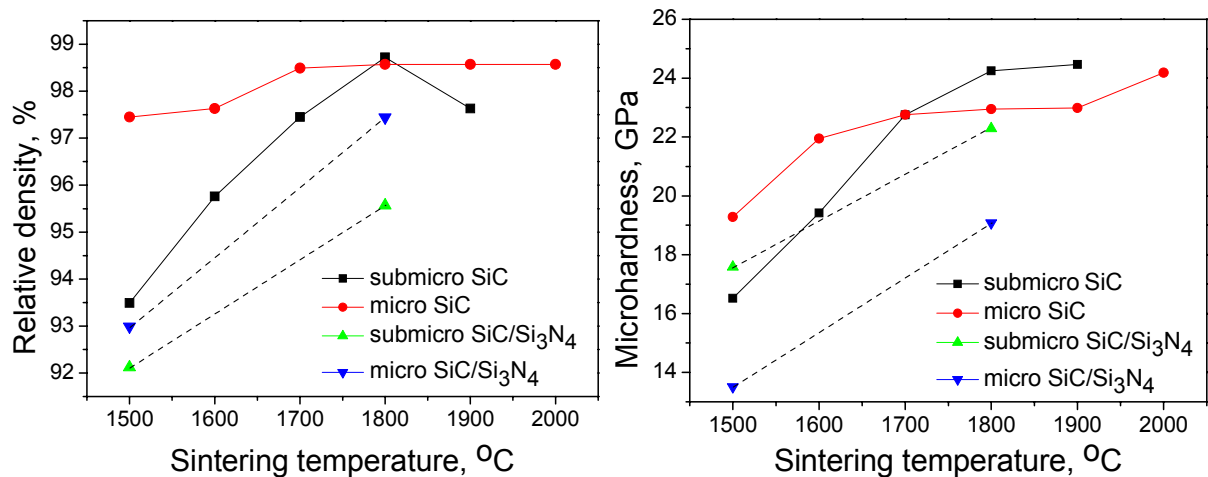 Relative density, %
99
98
97
96
95
94
93
92
submicro SiC
micro SiC
submicro SiC/Si₃N₄
micro SiC/Si₃N₄
1500 1600 1700 1800 1900 2000
Sintering temperature, ºC
Microhardness, GPa
26
24
22
20
18
16
14
submicro SiC
micro SiC
submicro SiC/Si₃N₄
micro SiC/Si₃N₄
1500 1600 1700 1800 1900 2000
Sintering temperature, ºC